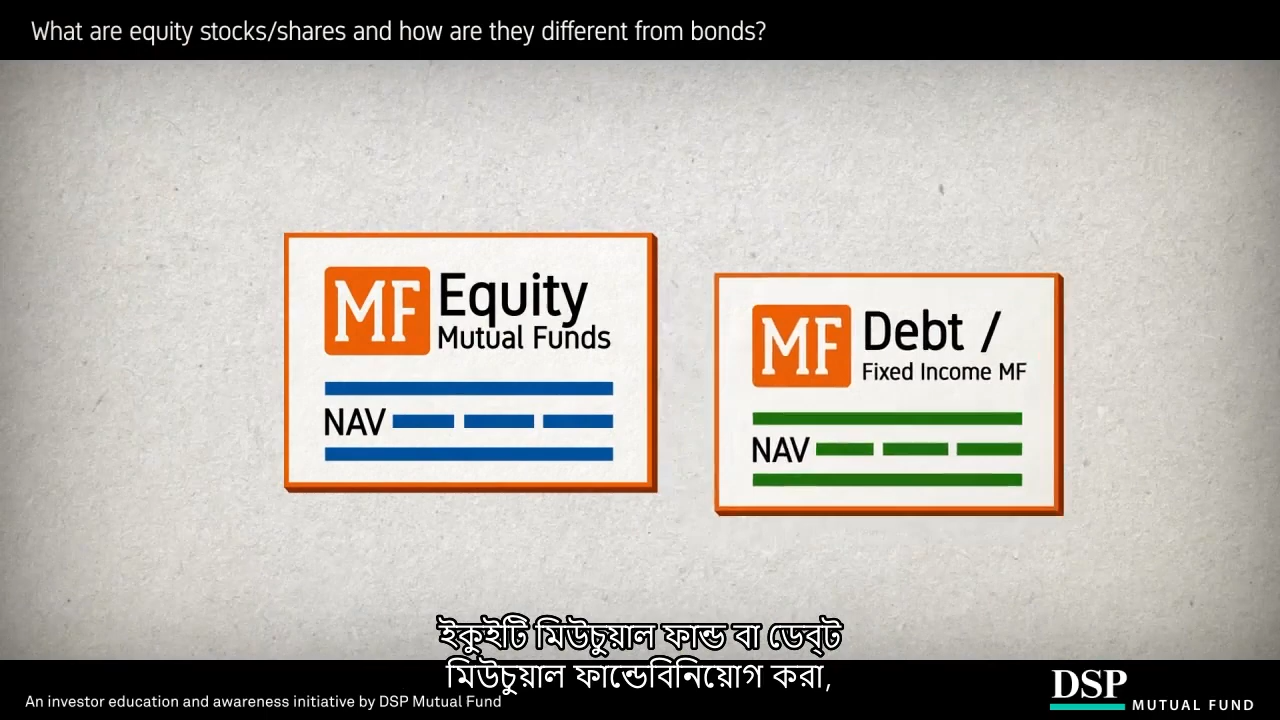 What are equity stocks/shares and how are they different from bonds?
MF Equity
Mutual Funds
NAV
MF Debt /
Fixed Income MF
NAV
ইকুইটি মিউচুয়াল ফান্ড বা ডেব্ট
মিউচুয়াল ফান্ডেবিনিয়োগ করা,
An investor education and awareness initiative by DSP Mutual Fund
DSP
MUTUAL FUND